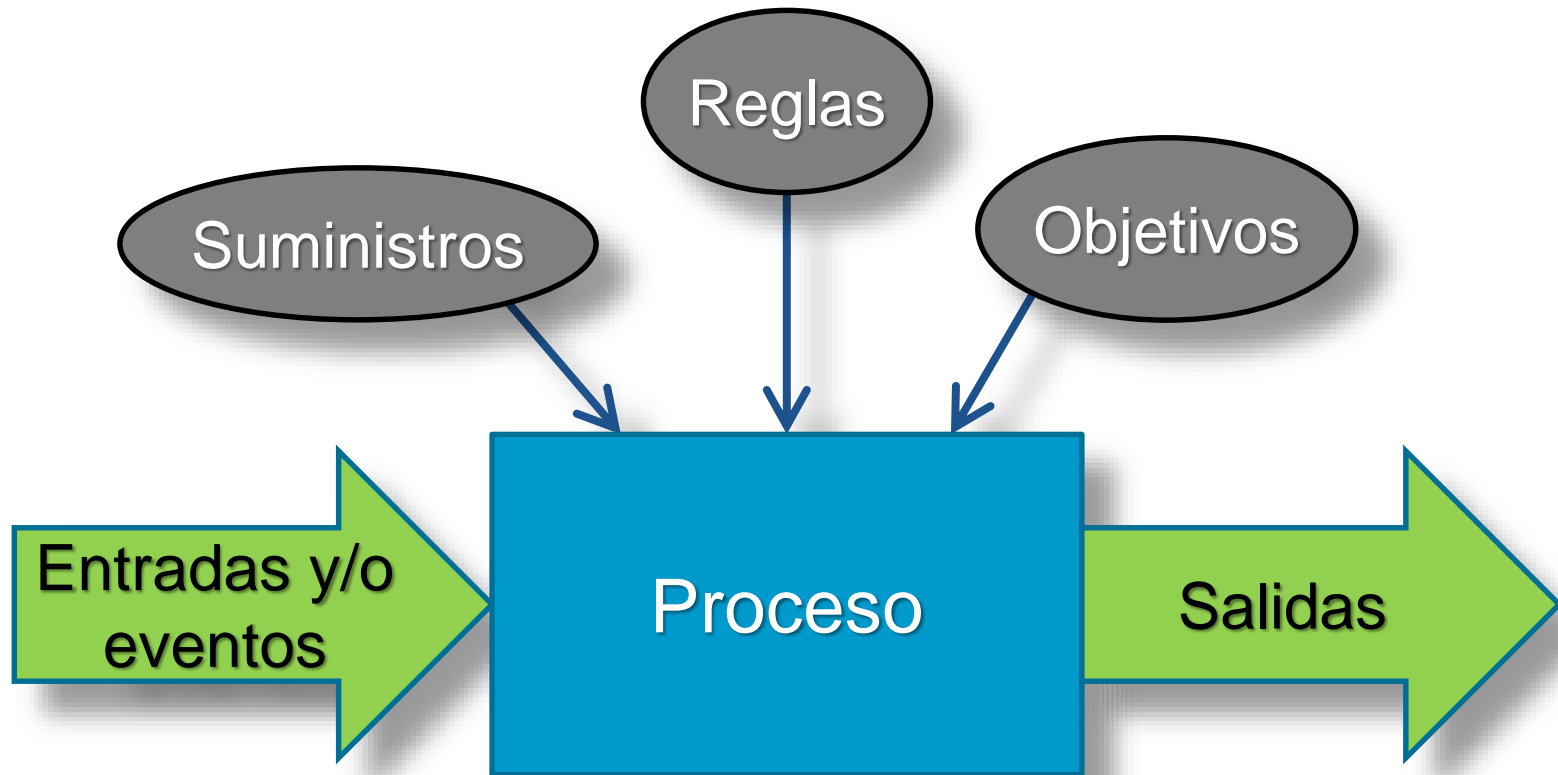 Reglas
Suministros
Objetivos
Entradas y/o
eventos
Proceso
Salidas